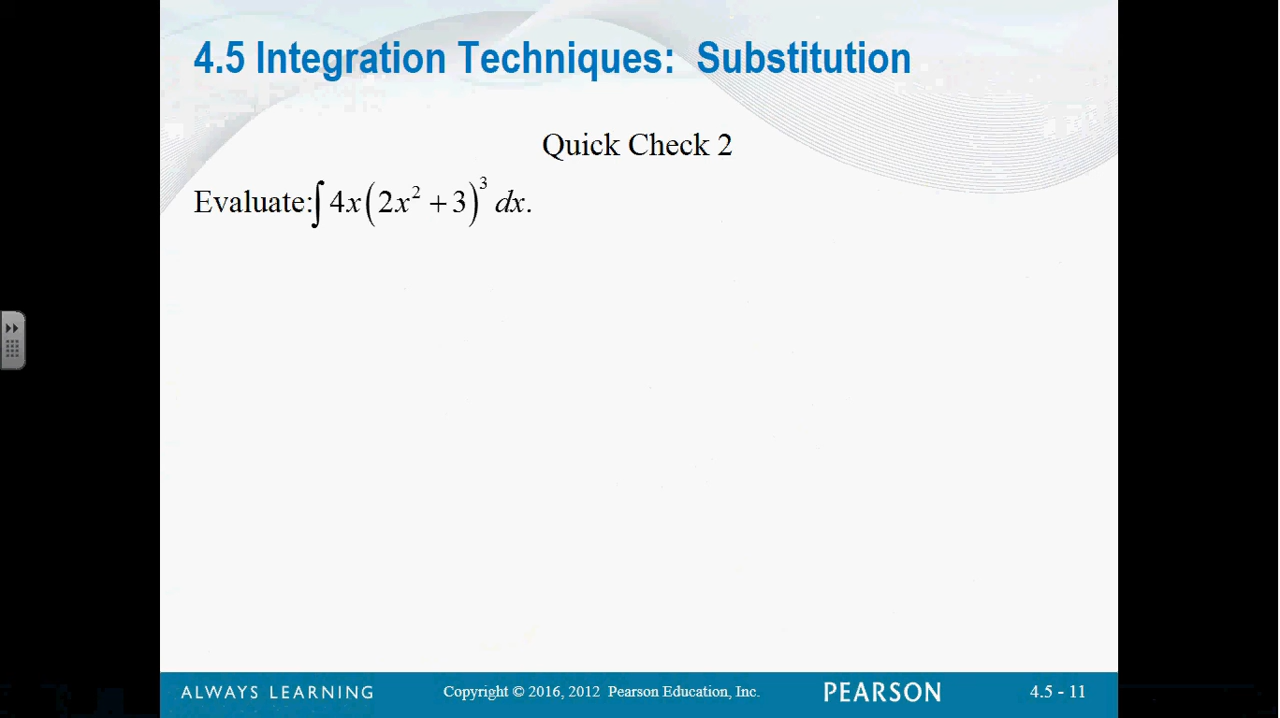 4.5 Integration Techniques: Substitution
Quick Check 2
Evaluate:∫ 4x(2x² + 3)³ dx.
ALWAYS LEARNING Copyright © 2016, 2012 Pearson Education, Inc. PEARSON 4.5 - 11